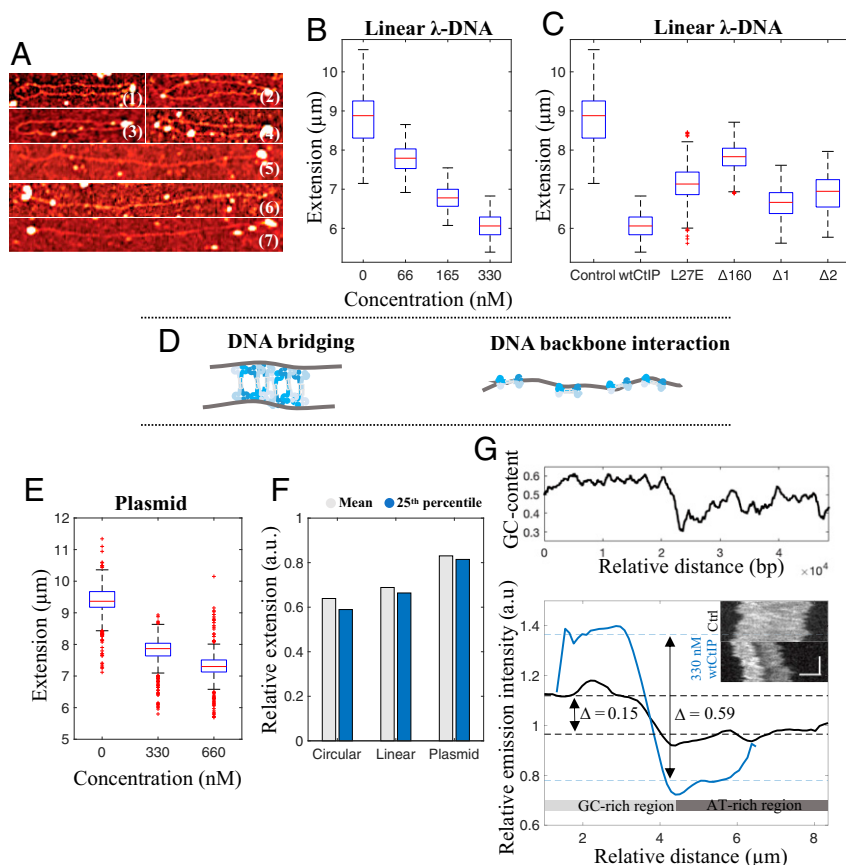 A
(1)
(2)
(3)
(4)
(5)
(6)
(7)
B
Linear λ-DNA
Extension (µm)
10
9
8
7
6
0 66 165 330
Concentration (nM)
C
Linear λ-DNA
Extension (µm)
10
9
8
7
6
Control wtCtIP L27E Δ160 Δ1 Δ2
D
DNA bridging
DNA backbone interaction
E
Plasmid
Extension (µm)
12
11
10
9
8
7
6
5
0 330 660
Concentration (nM)
F
Mean 25th percentile
Relative extension (a.u.)
1
0.8
0.6
0.4
0.2
0
Circular Linear Plasmid
G
GC-content
0.5
0.4
0.3
0 1 2 3 4
Relative distance (bp)
×10⁴
Relative emission intensity (a.u)
1.4
1.2
1
0.8
0.6
330 nM
wtCtIP
Ctrl
Δ = 0.15
Δ = 0.59
GC-rich region
AT-rich region
2 4 6 8
Relative distance (µm)